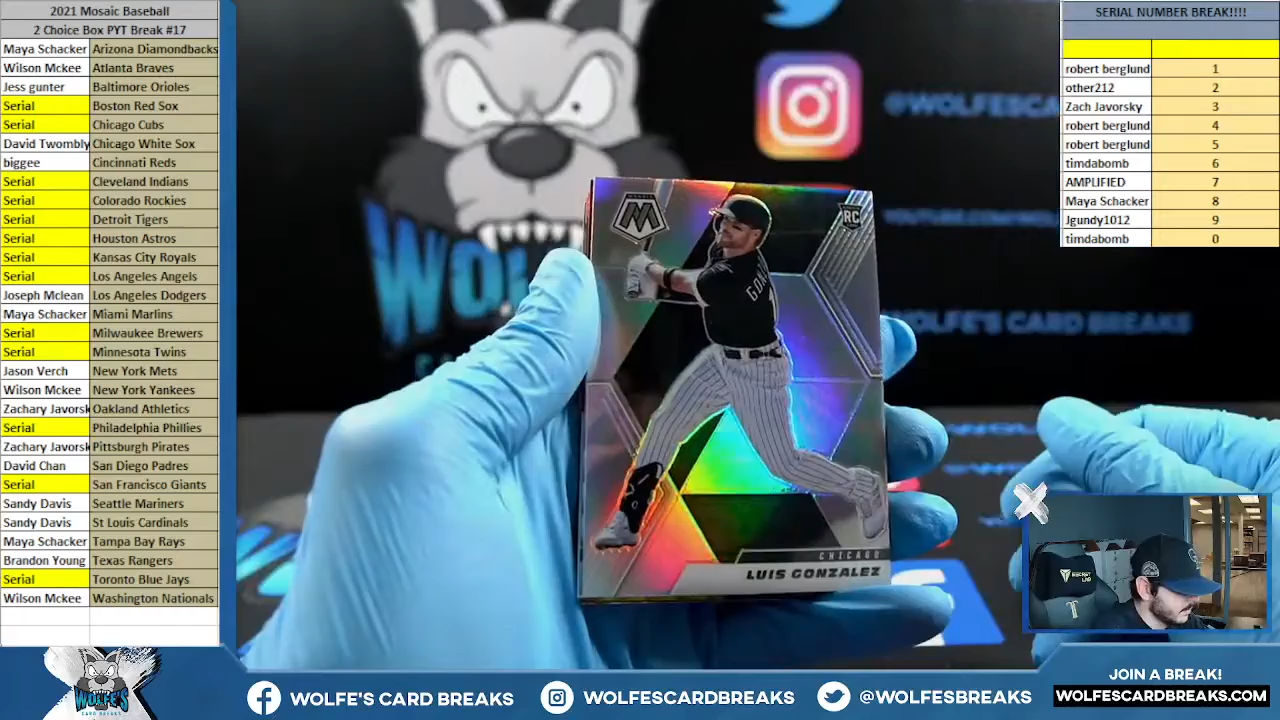 2021 Mosaic Baseball
2 Choice Box PYT Break #17
Maya Schacker Arizona Diamondbacks
Wilson Mckee Atlanta Braves
Jess gunter Baltimore Orioles
Serial Boston Red Sox
Serial Chicago Cubs
David Twombly Chicago White Sox
biggee Cincinnati Reds
Serial Cleveland Indians
Serial Colorado Rockies
Serial Detroit Tigers
Serial Houston Astros
Serial Kansas City Royals
Serial Los Angeles Angels
Joseph Mclean Los Angeles Dodgers
Maya Schacker Miami Marlins
Serial Milwaukee Brewers
Serial Minnesota Twins
Jason Verch New York Mets
Wilson Mckee New York Yankees
Zachary Javorsk Oakland Athletics
Serial Philadelphia Phillies
Zachary Javorsk Pittsburgh Pirates
David Chan San Diego Padres
Serial San Francisco Giants
Sandy Davis Seattle Mariners
Sandy Davis St Louis Cardinals
Maya Schacker Tampa Bay Rays
Brandon Young Texas Rangers
Serial Toronto Blue Jays
Wilson Mckee Washington Nationals
SERIAL NUMBER BREAK!!!!
robert berglund 1
other212 2
Zach Javorsky 3
robert berglund 4
robert berglund 5
timdabomb 6
AMPLIFIED 7
Maya Schacker 8
Jgundy1012 9
timdabomb 0
@WOLFESCA
WOLFE'S CARD BREAKS
RC
CHICAGO
LUIS GONZALEZ
WOLFE'S
CARD BREAKS
WOLFE'S CARD BREAKS
WOLFESCARDBREAKS
@WOLFESBREAKS
JOIN A BREAK!
WOLFESCARDBREAKS.COM